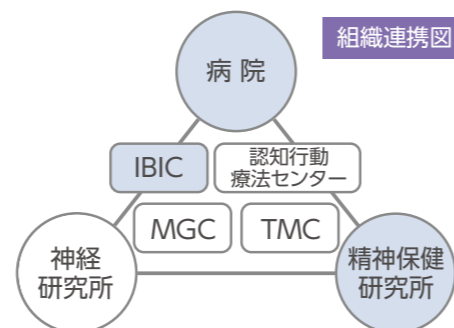 組織連携図
病 院
IBIC
認知行動
療法センター
MGC
TMC
神経
研究所
精神保健
研究所